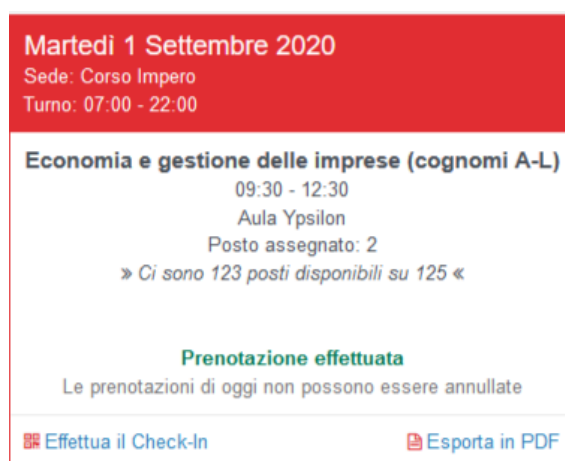 Martedì 1 Settembre 2020
Sede: Corso Impero
Turno: 07:00 - 22:00
Economia e gestione delle imprese (cognomi A-L)
09:30 - 12:30
Aula Ypsilon
Posto assegnato: 2
» Ci sono 123 posti disponibili su 125 «
Prenotazione effettuata
Le prenotazioni di oggi non possono essere annullate
Effettua il Check-In
Esporta in PDF